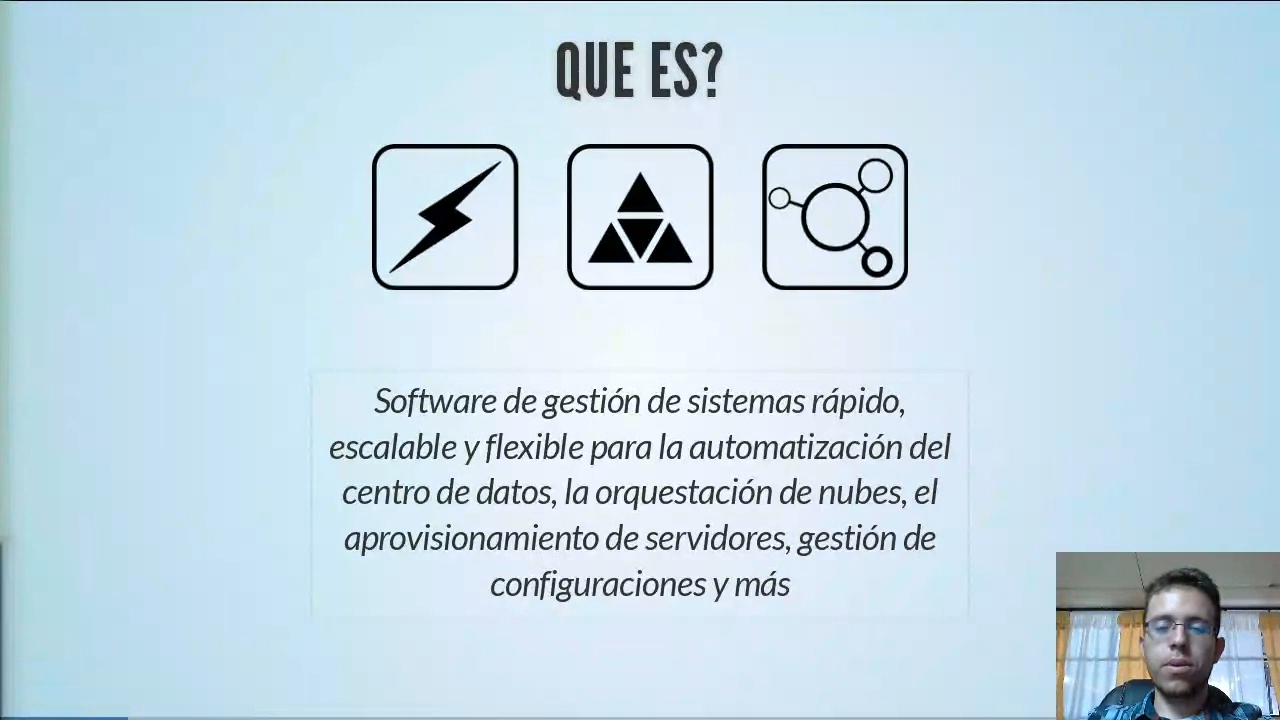 QUE ES?
Software de gestión de sistemas rápido,
escalable y flexible para la automatización del
centro de datos, la orquestación de nubes, el
aprovisionamiento de servidores, gestión de
configuraciones y más